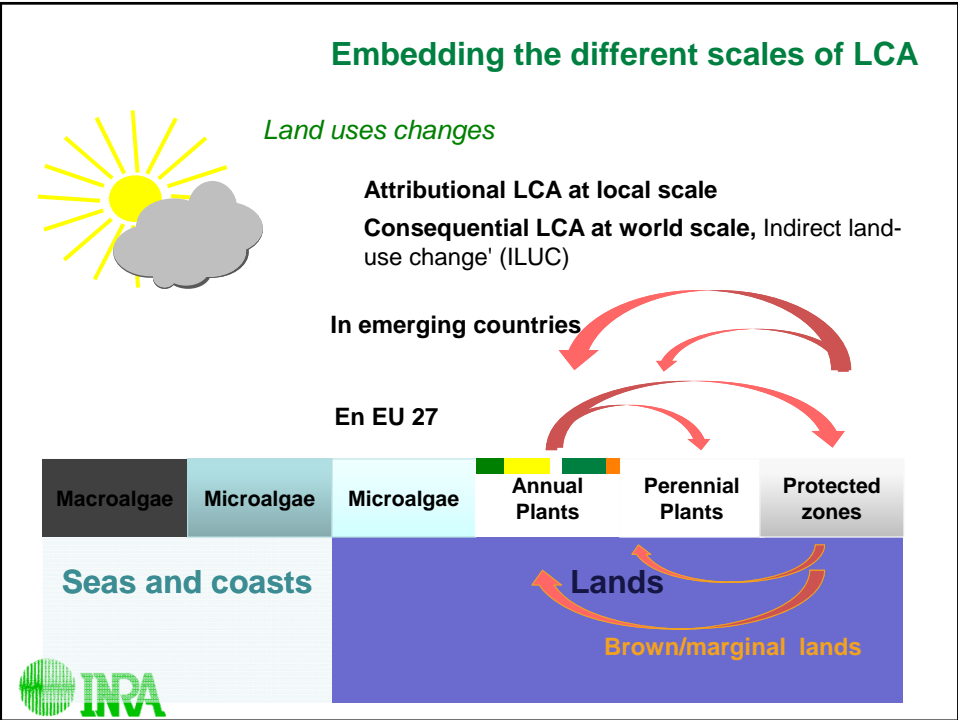 Embedding the different scales of LCA
Land uses changes
Attributional LCA at local scale
Consequential LCA at world scale, Indirect land-
use change' (ILUC)
In emerging countries
En EU 27
Macroalgae
Microalgae
Microalgae
Annual
Plants
Perennial
Plants
Protected
zones
Seas and coasts
Lands
Brown/marginal lands
INRA